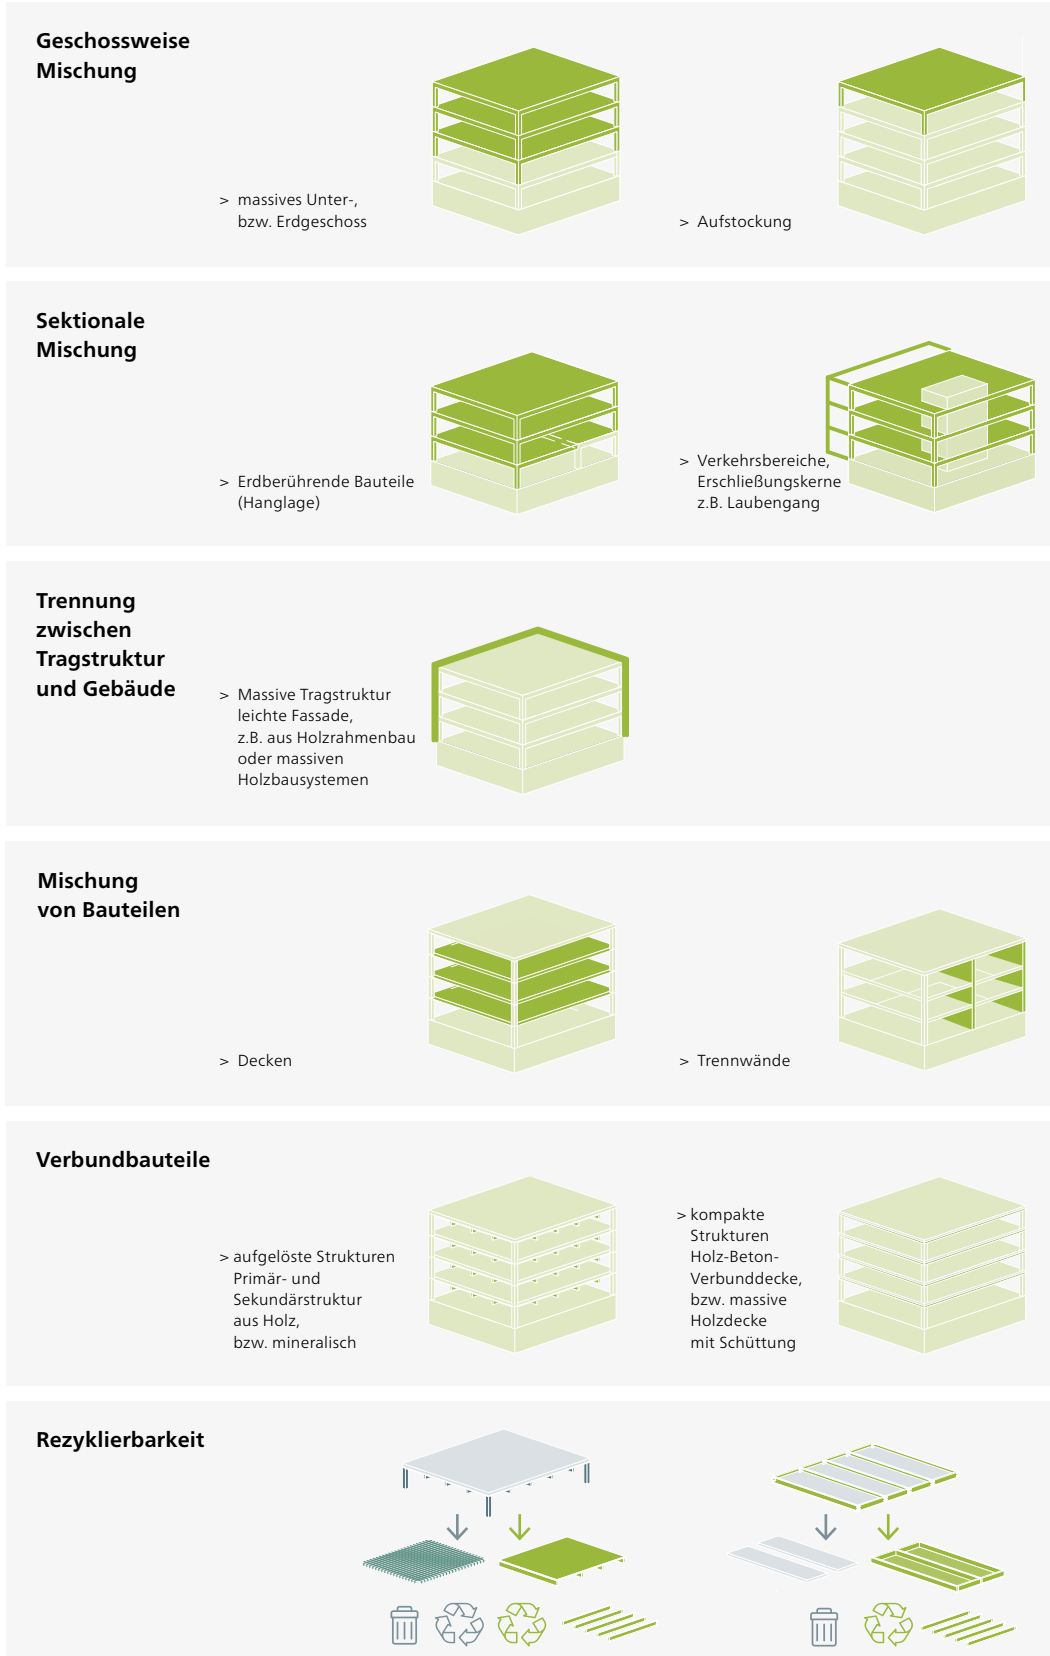 Geschossweise
Mischung
> massives Unter-,
bzw. Erdgeschoss
> Aufstockung
Sektionale
Mischung
> Erdberührende Bauteile
(Hanglage)
> Verkehrsbereiche,
Erschließungskerne
z.B. Laubengang
Trennung
zwischen
Tragstruktur
und Gebäude
> Massive Tragstruktur
leichte Fassade,
z.B. aus Holzrahmenbau
oder massiven
Holzbausystemen
Mischung
von Bauteilen
> Decken
> Trennwände
Verbundbauteile
> aufgelöste Strukturen
Primär- und
Sekundärstruktur
aus Holz,
bzw. mineralisch
> kompakte
Strukturen
Holz-Beton-
Verbunddecke,
bzw. massive
Holzdecke
mit Schüttung
Rezyklierbarkeit